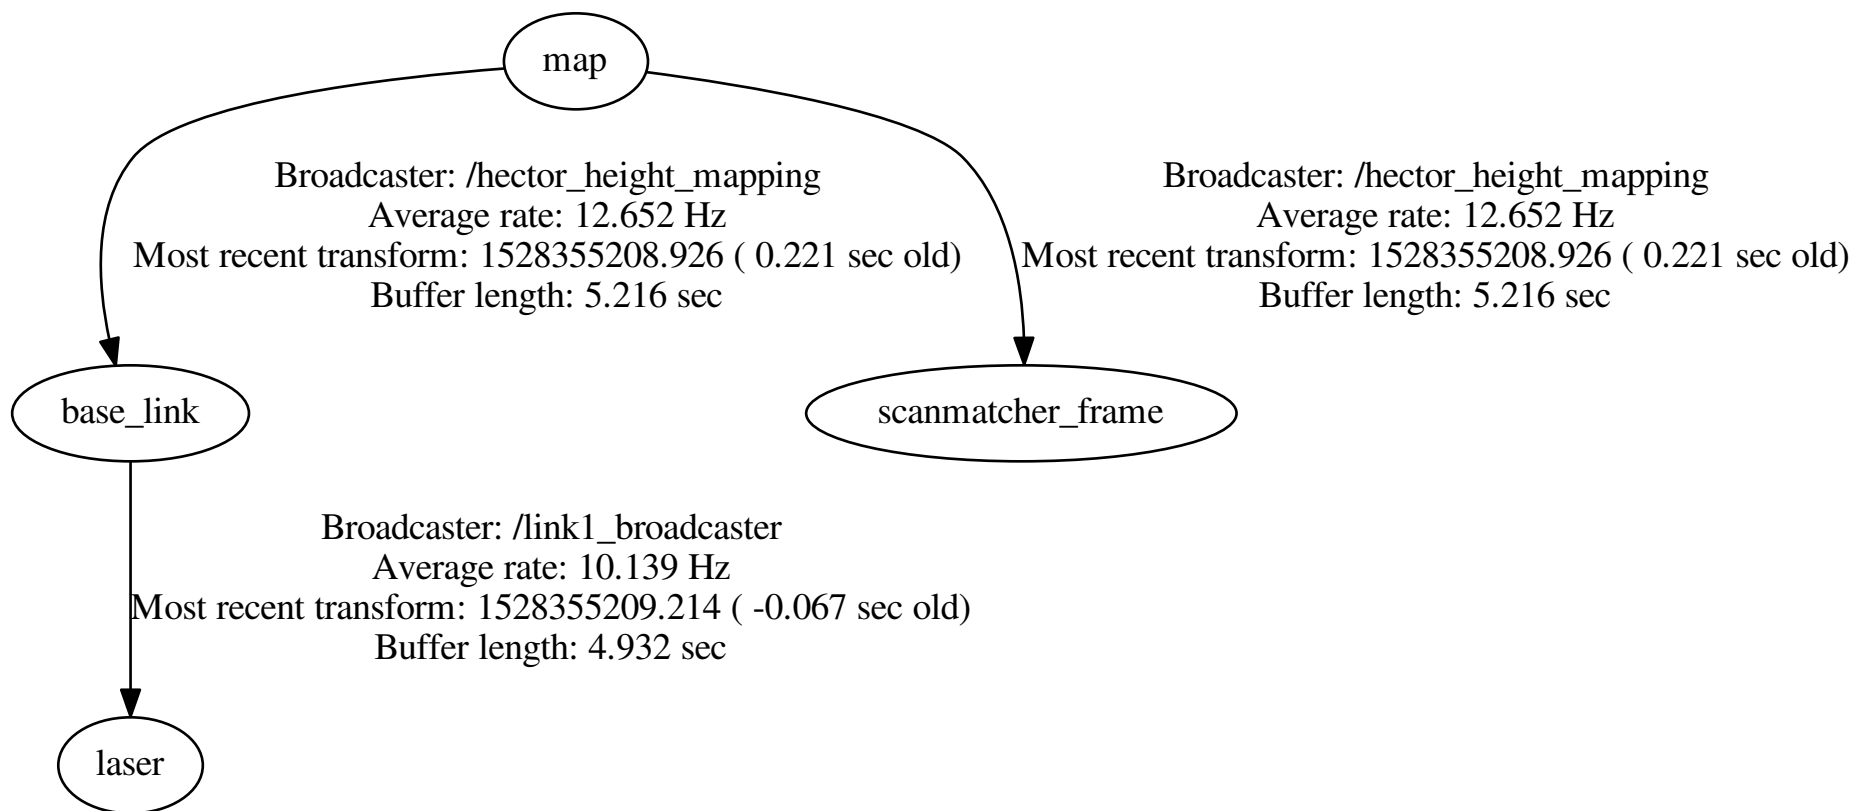 map
Broadcaster: /hector_height_mapping
Average rate: 12.652 Hz
Most recent transform: 1528355208.926 ( 0.221 sec old)
Buffer length: 5.216 sec
Broadcaster: /hector_height_mapping
Average rate: 12.652 Hz
Most recent transform: 1528355208.926 ( 0.221 sec old)
Buffer length: 5.216 sec
base_link
scanmatcher_frame
Broadcaster: /link1_broadcaster
Average rate: 10.139 Hz
Most recent transform: 1528355209.214 ( -0.067 sec old)
Buffer length: 4.932 sec
laser